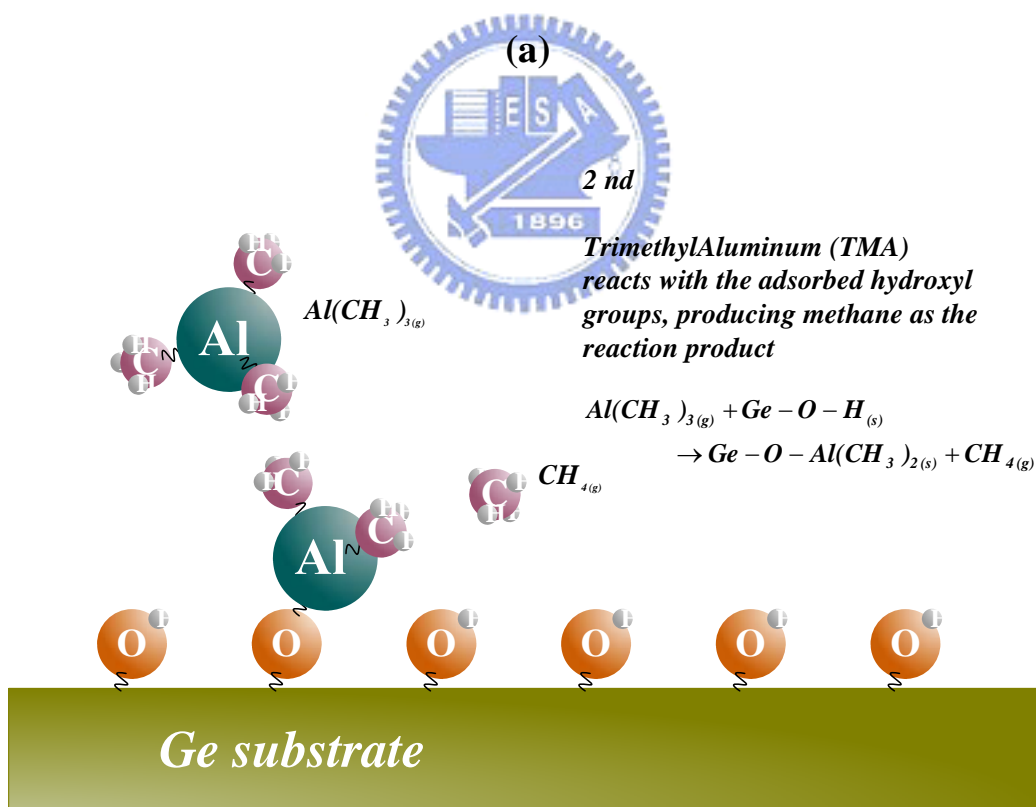 (a)
E S A
1896
2 nd
TrimethylAluminum (TMA)
reacts with the adsorbed hydroxyl
groups, producing methane as the
reaction product
Al(CH₃)₃(g) + Ge – O – H(s)
→ Ge – O – Al(CH₃)₂(s) + CH₄(g)
H
C
Al(CH₃)₃(g)
Al
H
C
H
C
H
H
C
CH₄(g)
C
H
C
H
Al
O
O
O
O
O
O
Ge substrate